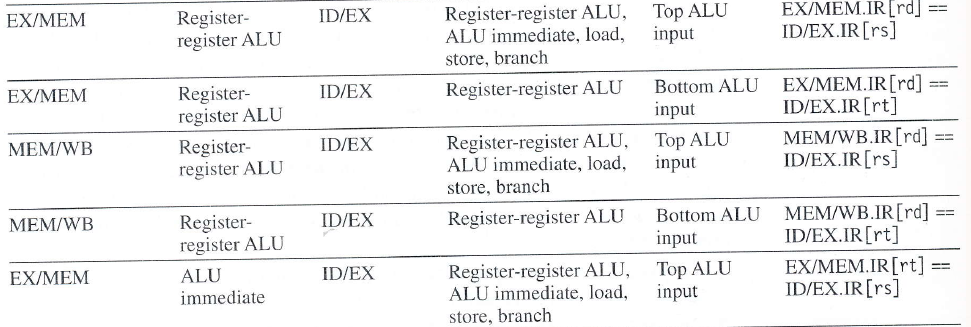 EX/MEM Register- ID/EX Register-register ALU, Top ALU EX/MEM.IR[rd] ==
register ALU ALU immediate, load, input ID/EX.IR[rs]
store, branch
EX/MEM Register- ID/EX Register-register ALU Bottom ALU EX/MEM.IR[rd] ==
register ALU input ID/EX.IR[rt]
MEM/WB Register- ID/EX Register-register ALU, Top ALU MEM/WB.IR[rd] ==
register ALU ALU immediate, load, input ID/EX.IR[rs]
store, branch
MEM/WB Register- ID/EX Register-register ALU Bottom ALU MEM/WB.IR[rd] ==
register ALU input ID/EX.IR[rt]
EX/MEM ALU ID/EX Register-register ALU, Top ALU EX/MEM.IR[rt] ==
immediate ALU immediate, load, input ID/EX.IR[rs]
store, branch